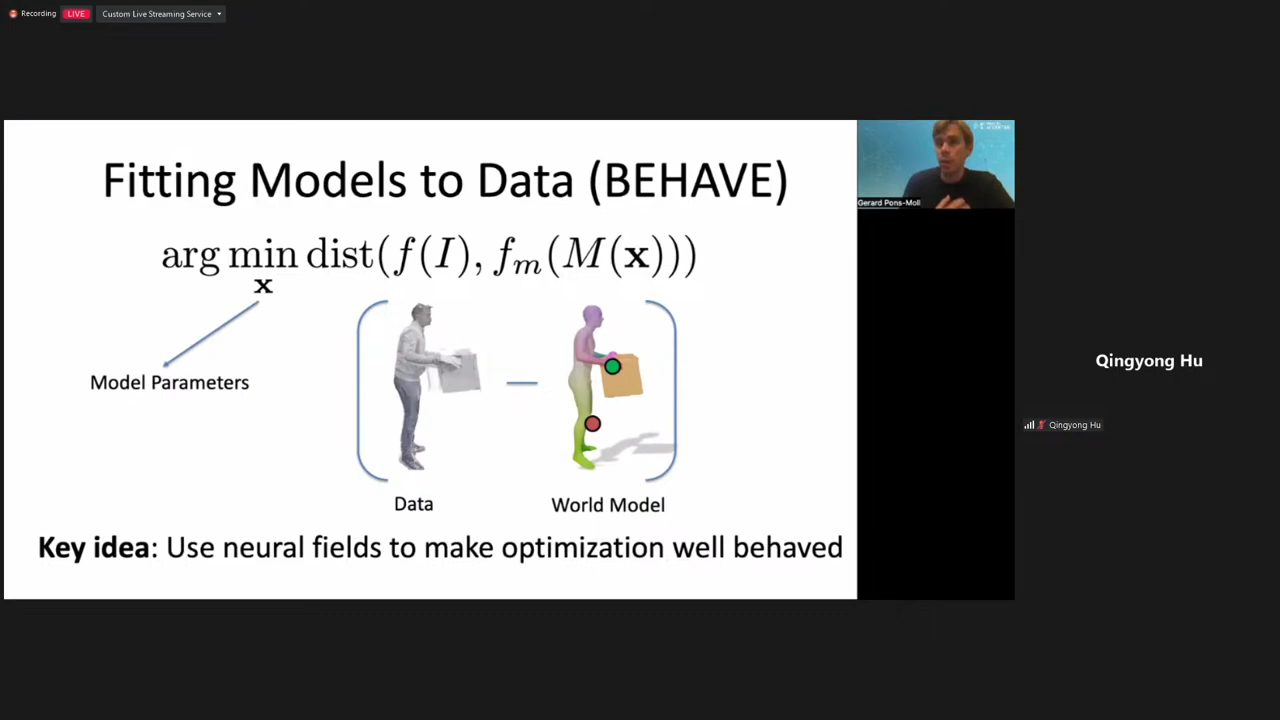 Recording
LIVE
Custom Live Streaming Service
Fitting Models to Data (BEHAVE)
arg min dist(f(I), f_m(M(x)))
x
Model Parameters
Data
World Model
Key idea: Use neural fields to make optimization well behaved
Gerard Pons-Moll
Qingyong Hu
Qingyong Hu